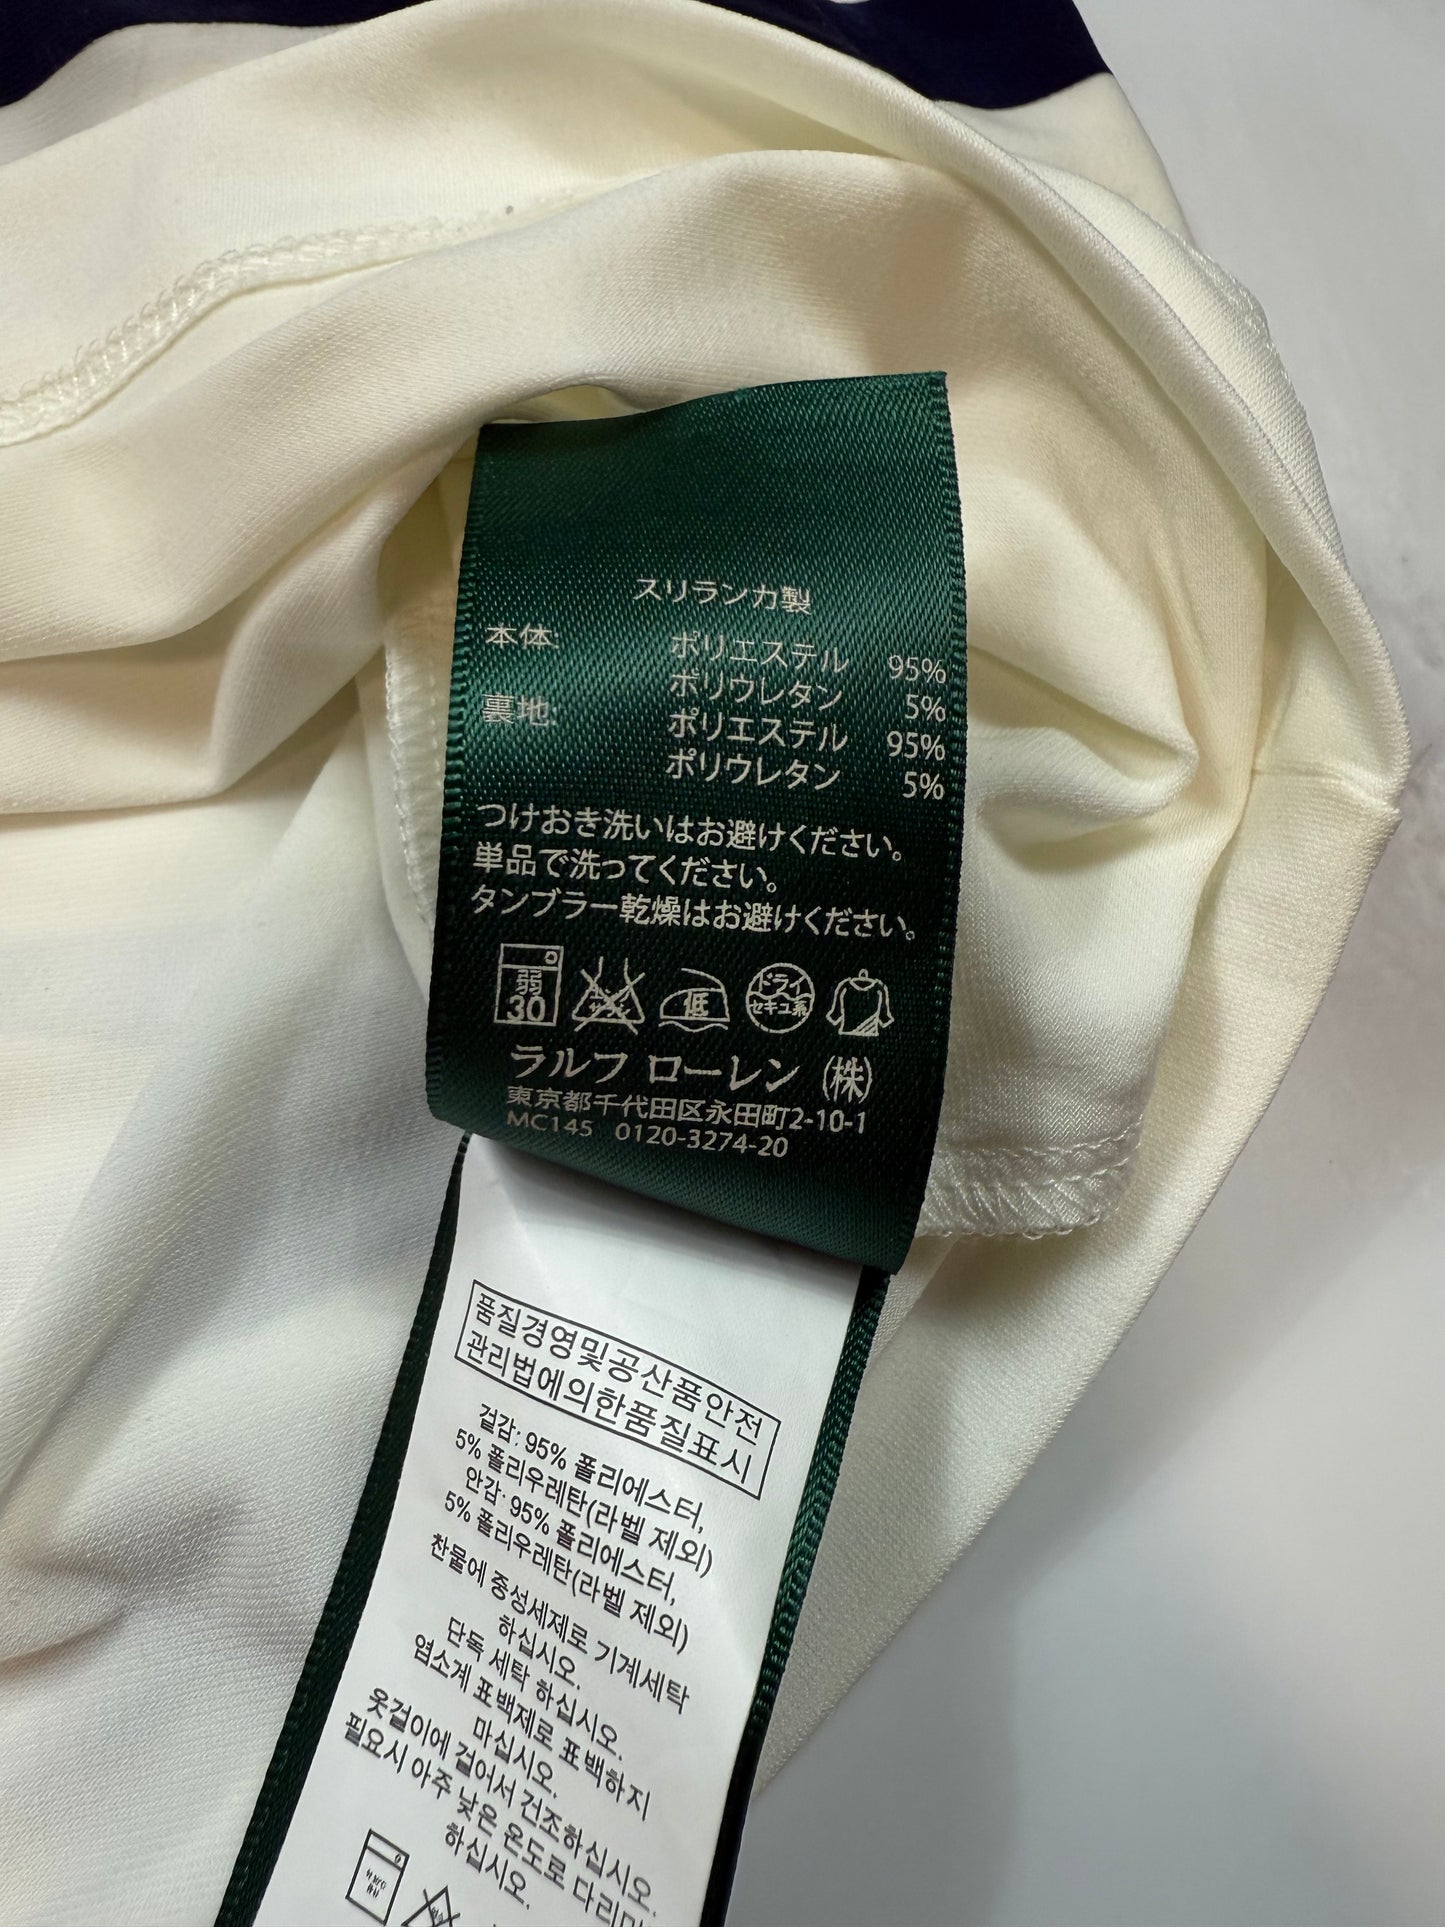 スリランカ製
本体 ポリエステル 95%
ポリウレタン 5%
裏地 ポリエステル 95%
ポリウレタン 5%
つけおき洗いはお避けください。
単品で洗ってください。
タンブラー乾燥はお避けください。
弱 30 低 ドライ セキユ系
ラルフ ローレン (株)
東京都千代田区永田町2-10-1
MC145 0120-3274-20
품질경영및공산품안전
관리법에의한품질표시
겉감: 95% 폴리에스터,
5% 폴리우레탄(라벨 제외)
안감: 95% 폴리에스터,
5% 폴리우레탄(라벨 제외)
찬물에 중성세제로 기계세탁
하십시오.
단독 세탁 하십시오.
염소계 표백제로 표백하지
마십시오.
옷걸이에 걸어서 건조하십시오.
필요시 아주 낮은 온도로 다리미
하십시오.